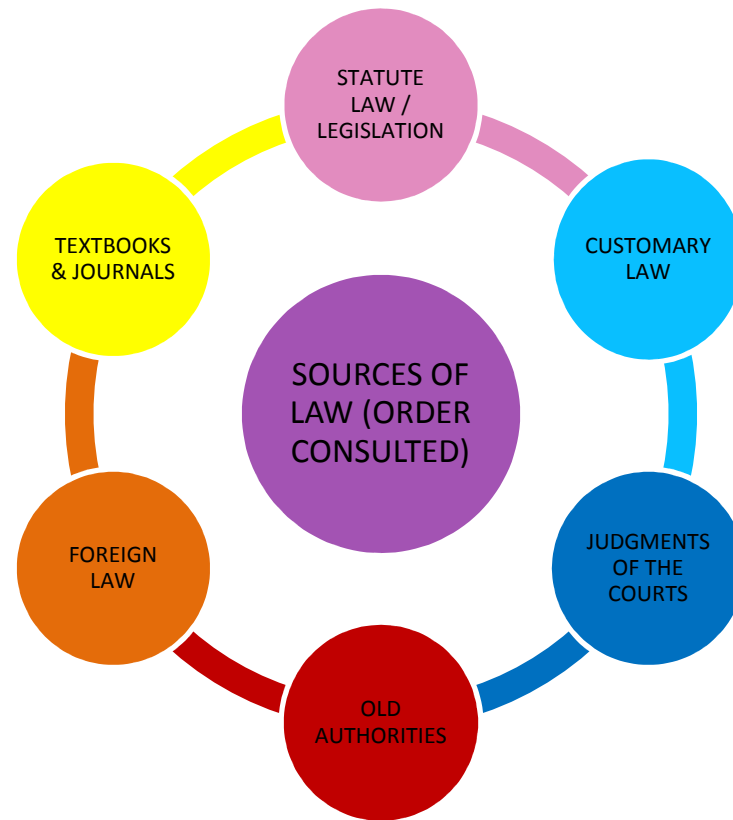 STATUTE
LAW /
LEGISLATION
CUSTOMARY
LAW
JUDGMENTS
OF THE
COURTS
OLD
AUTHORITIES
FOREIGN
LAW
TEXTBOOKS
& JOURNALS
SOURCES OF
LAW (ORDER
CONSULTED)